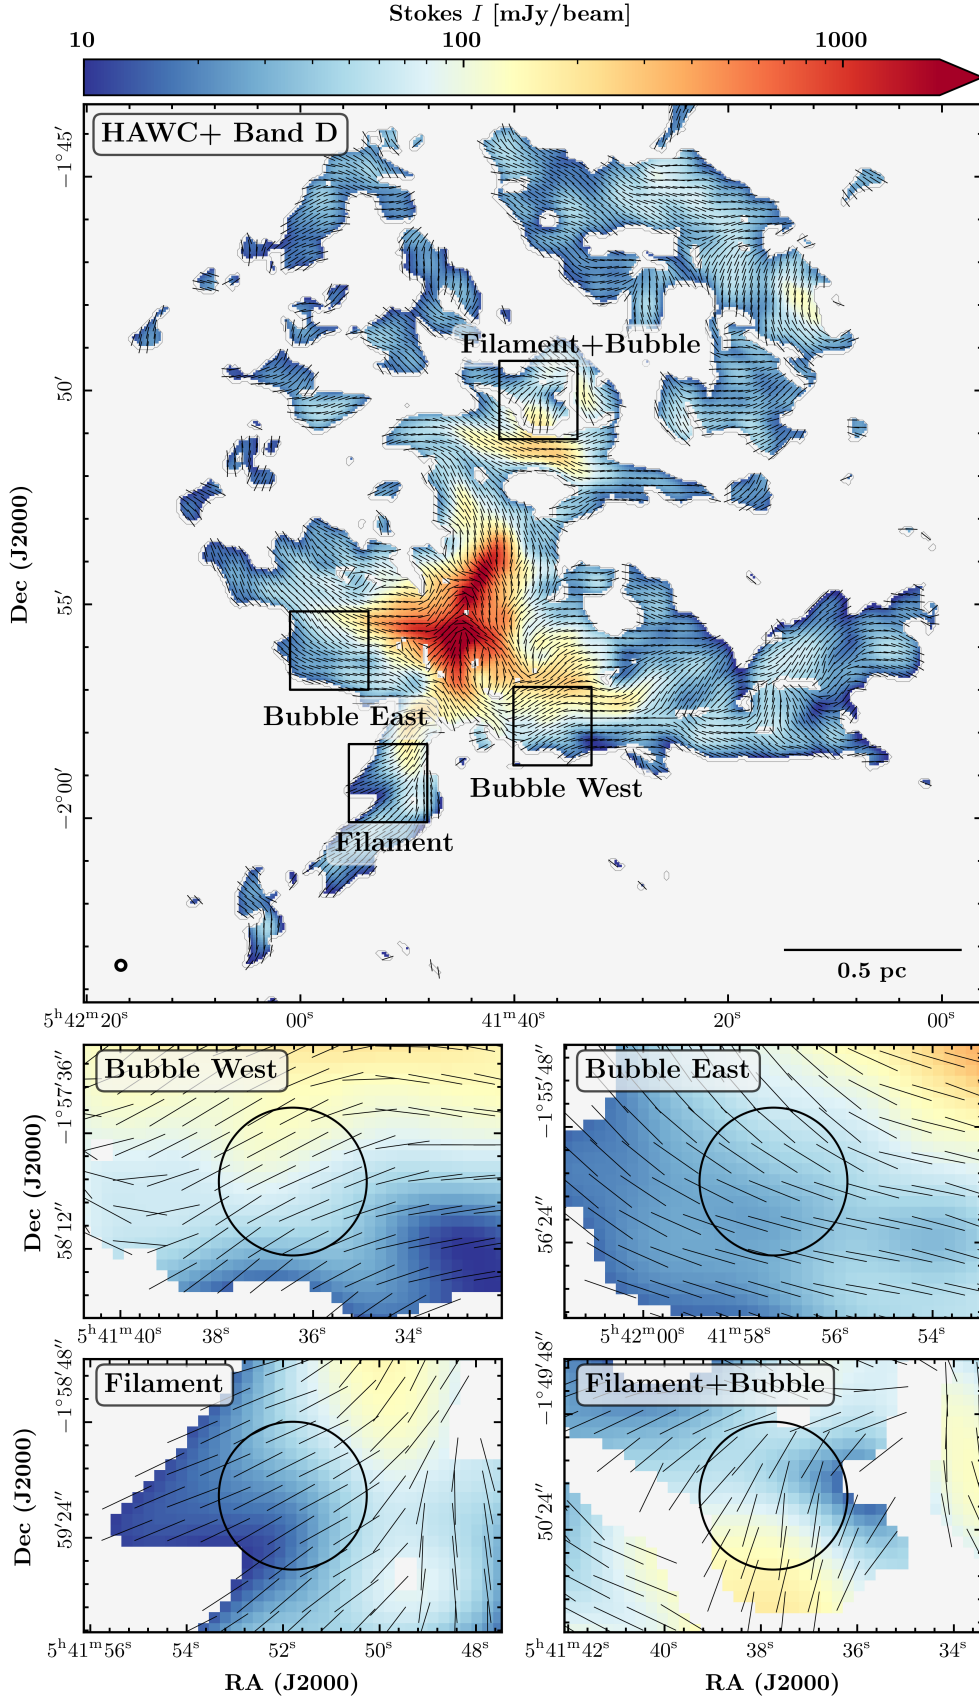 Stokes I [mJy/beam]
10 100 1000
HAWC+ Band D
−1°45′
Filament+Bubble
50′
Dec (J2000)
55′
Bubble East
Bubble West
−2°00′
Filament
0.5 pc
5ʰ42ᵐ20ˢ 00ˢ 41ᵐ40ˢ 20ˢ 00ˢ
Bubble West
−1°57′36″
Dec (J2000)
58′12″
5ʰ41ᵐ40ˢ 38ˢ 36ˢ 34ˢ
Bubble East
−1°55′48″
56′24″
5ʰ42ᵐ00ˢ 41ᵐ58ˢ 56ˢ 54ˢ
Filament
−1°58′48″
Dec (J2000)
59′24″
5ʰ41ᵐ56ˢ 54ˢ 52ˢ 50ˢ 48ˢ
RA (J2000)
Filament+Bubble
−1°49′48″
50′24″
5ʰ41ᵐ42ˢ 40ˢ 38ˢ 36ˢ 34ˢ
RA (J2000)